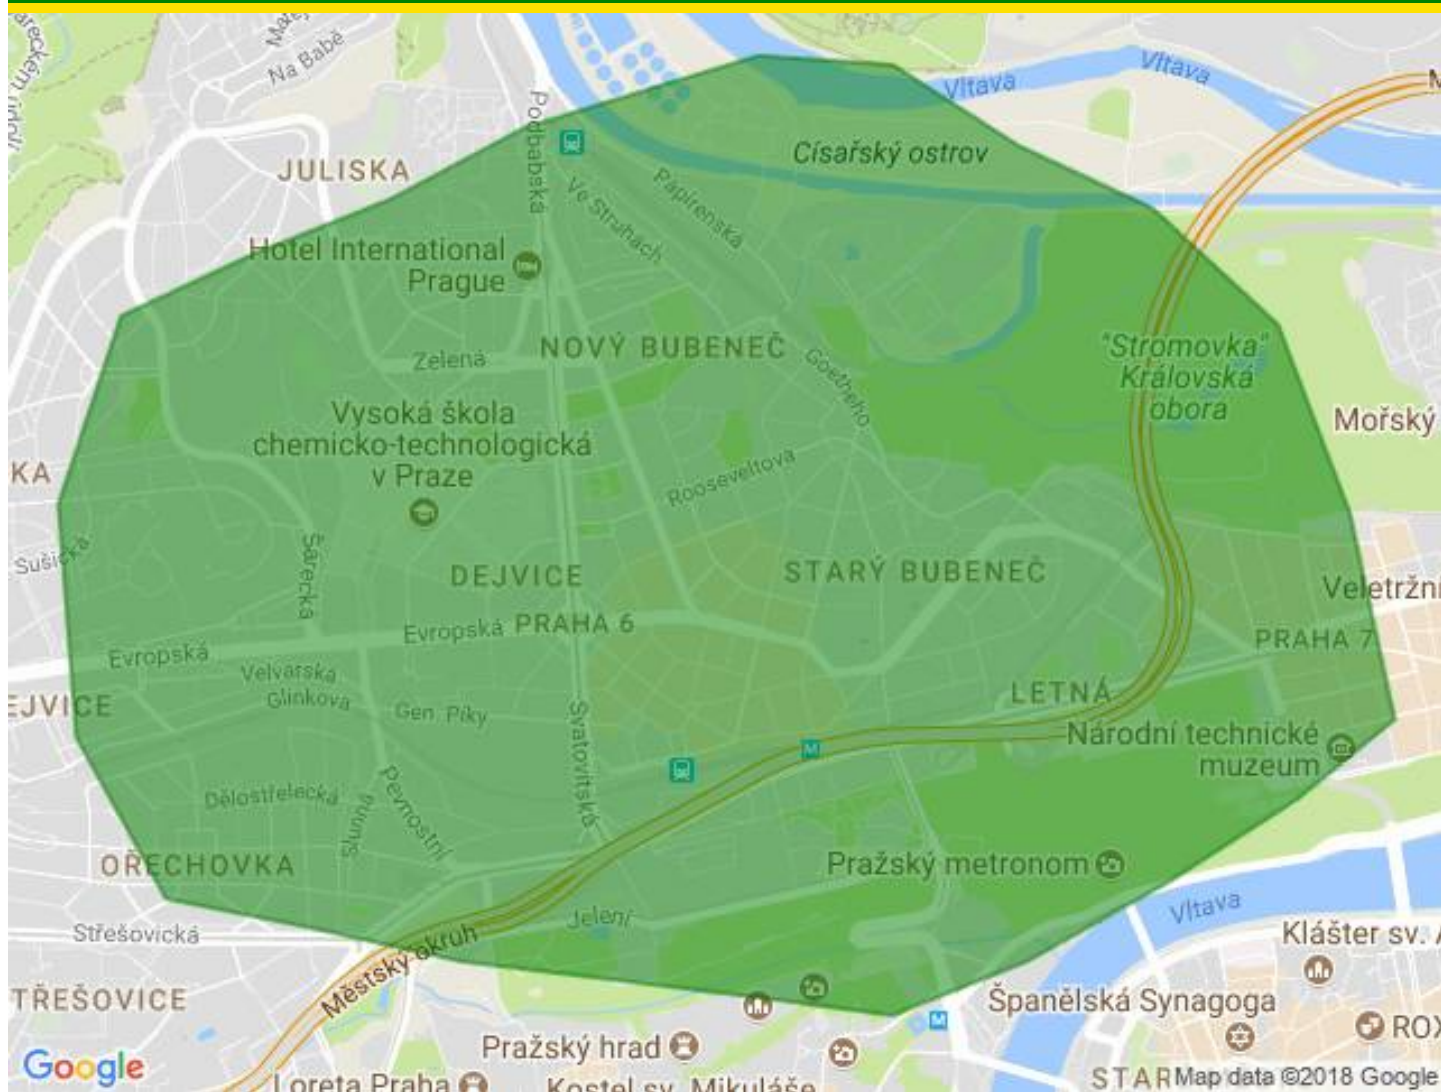 Na Babě
Vltava
Vltava
Podbabská
Císařský ostrov
JULISKA
Papírenská
Ve Struhách
Hotel International
Prague
Zelená
NOVÝ BUBENEČ
Goetheho
"Stromovka"
Královská
obora
Mořský
Vysoká škola
chemicko-technologická
v Praze
KA
Rooseveltova
Sušická
Šárecká
DEJVICE
STARÝ BUBENEČ
Veletržní
Evropská
PRAHA 6
Evropská
PRAHA 7
Velvarská
Glinkova
Gen. Píky
EJVICE
LETNÁ
Svatovítská
M
Národní technické
muzeum
Dělostřelecká
Slunná
Pevnostní
OŘECHOVKA
Pražský metronom
Jelení
Vltava
Střešovická
Městský okruh
Klášter sv. A
TŘEŠOVICE
Španělská Synagoga
M
ROX
Pražský hrad
Google
Loreta Praha
Kostel sv. Mikuláše
STAR
Map data ©2018 Google